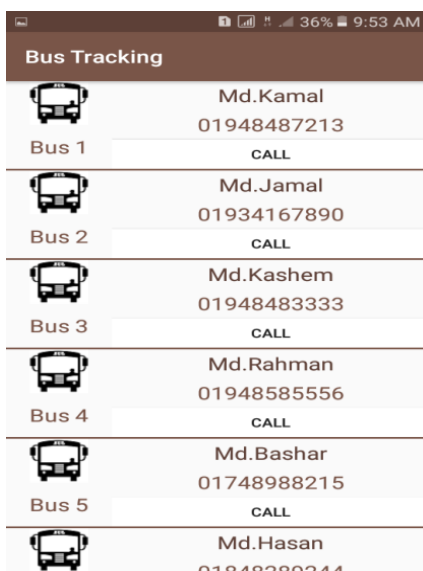 36% 9:53 AM
Bus Tracking
Md.Kamal
01948487213
Bus 1
CALL
Md.Jamal
01934167890
Bus 2
CALL
Md.Kashem
01948483333
Bus 3
CALL
Md.Rahman
01948585556
Bus 4
CALL
Md.Bashar
01748988215
Bus 5
CALL
Md.Hasan